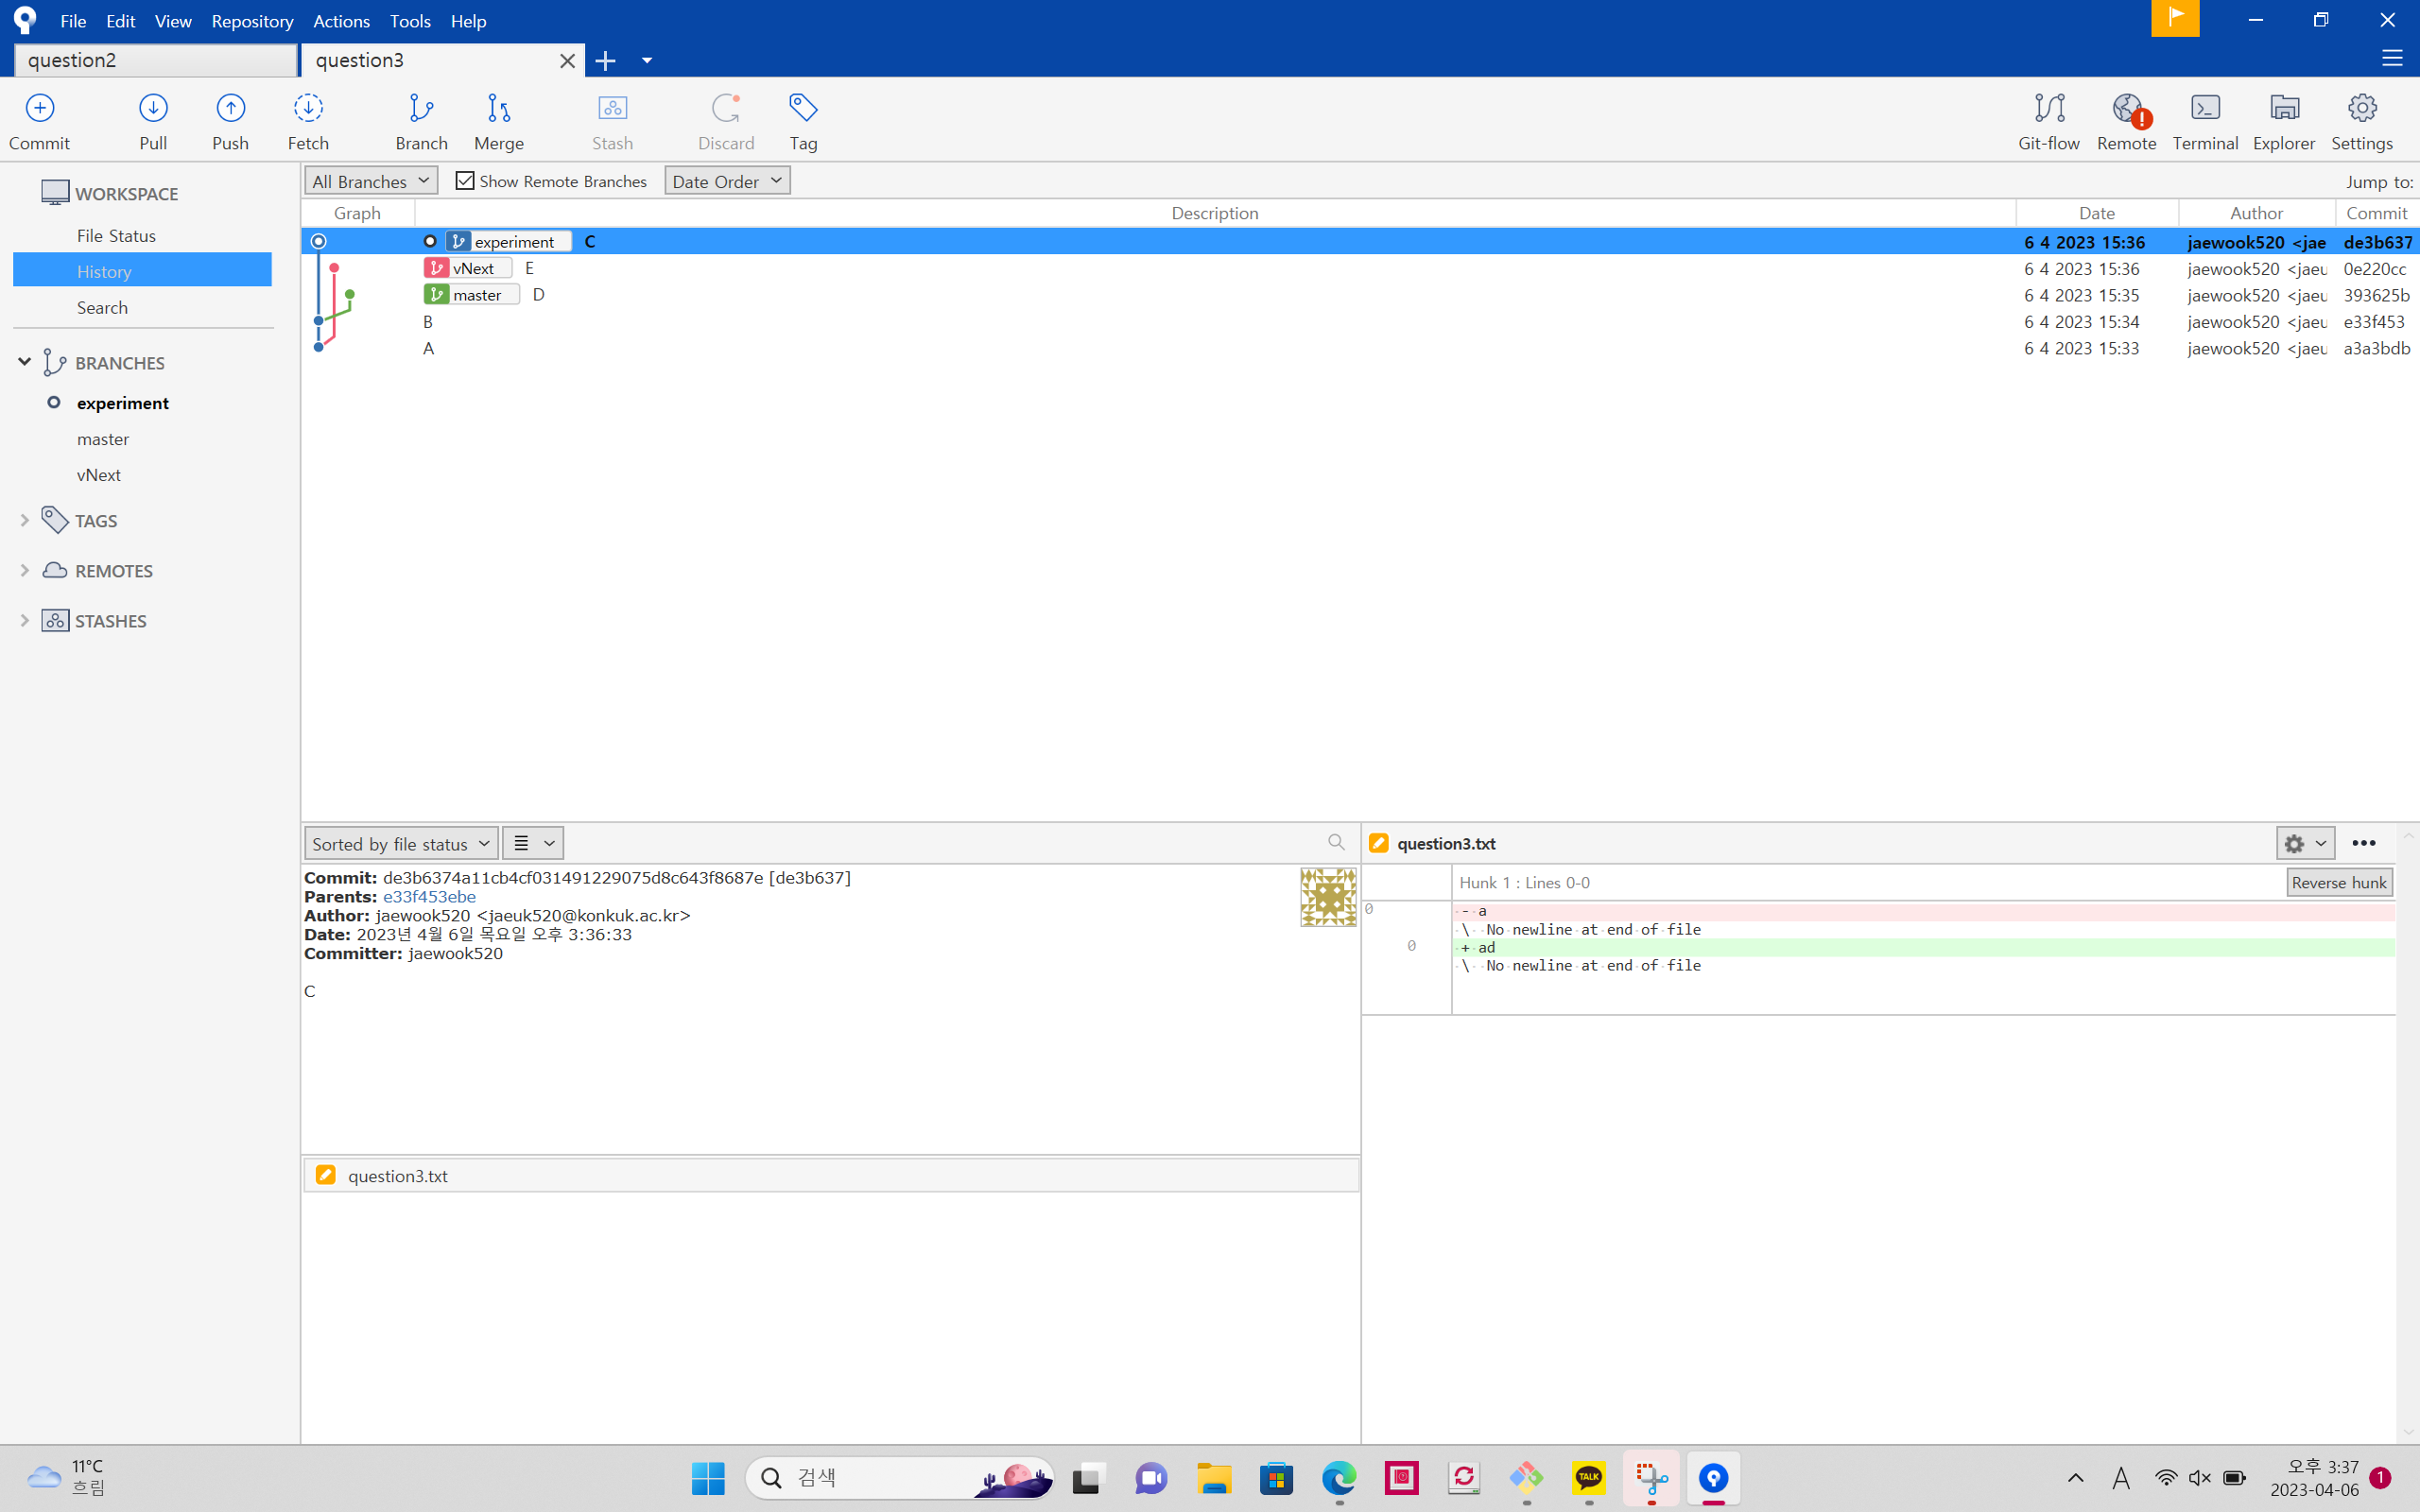 File Edit View Repository Actions Tools Help
question2 question3
Commit Pull Push Fetch Branch Merge Stash Discard Tag Git-flow Remote Terminal Explorer Settings
WORKSPACE
File Status
History
Search
BRANCHES
experiment
master
vNext
TAGS
REMOTES
STASHES
All Branches Show Remote Branches Date Order Jump to:
Graph Description Date Author Commit
experiment C 6 4 2023 15:36 jaewook520 <jae de3b637
vNext E 6 4 2023 15:36 jaewook520 <jaeu 0e220cc
master D 6 4 2023 15:35 jaewook520 <jaeu 393625b
B 6 4 2023 15:34 jaewook520 <jaeu e33f453
A 6 4 2023 15:33 jaewook520 <jaeu a3a3bdb
Sorted by file status
Commit: de3b6374a11cb4cf031491229075d8c643f8687e [de3b637]
Parents: e33f453ebe
Author: jaewook520 <jaeuk520@konkuk.ac.kr>
Date: 2023년 4월 6일 목요일 오후 3:36:33
Committer: jaewook520
C
question3.txt
question3.txt
Hunk 1 : Lines 0-0 Reverse hunk
0 - a
\ No newline at end of file
0 + ad
\ No newline at end of file
11°C
흐림
검색
TALK
A
오후 3:37
2023-04-06
1